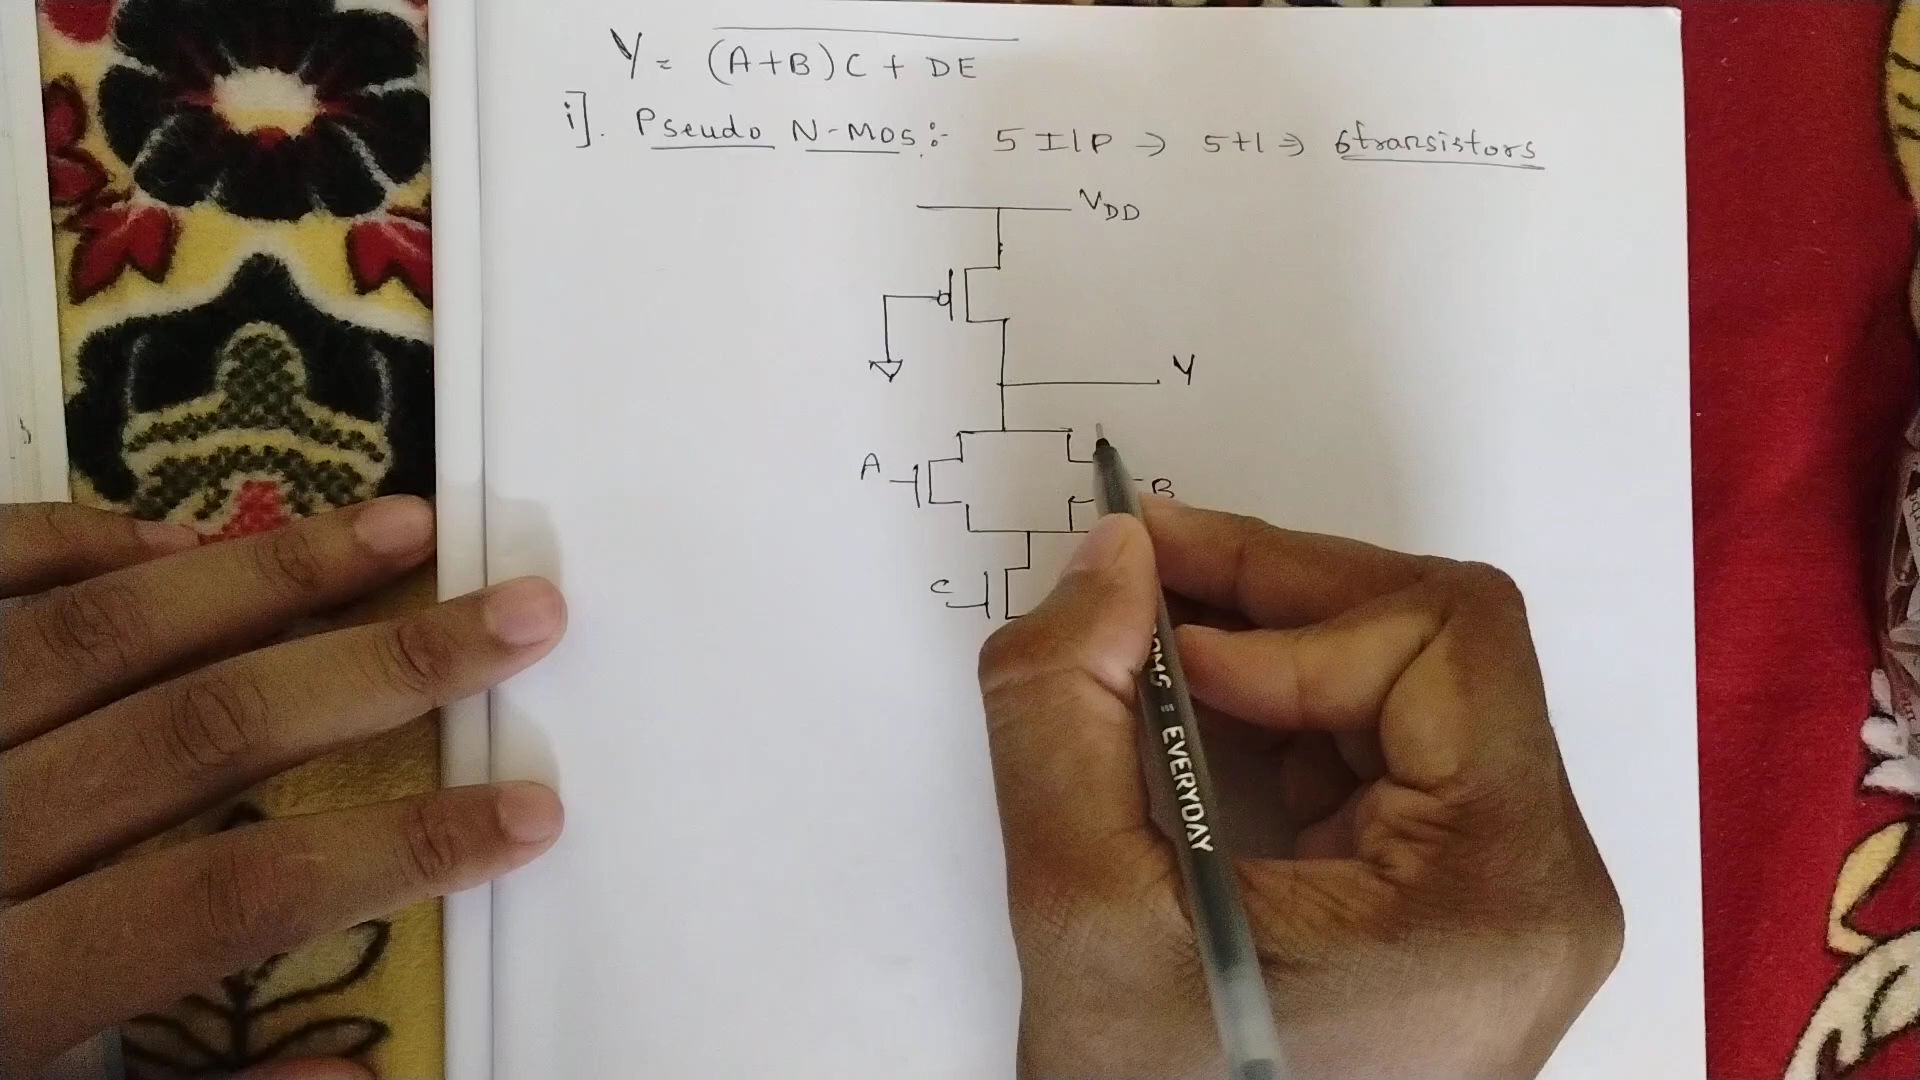 Y = (A+B)C + DE
i]. Pseudo N-MOS:- 5 I/P → 5+1 ⇒ 6transistors
VDD
Y
A
B
C
EVERYDAY